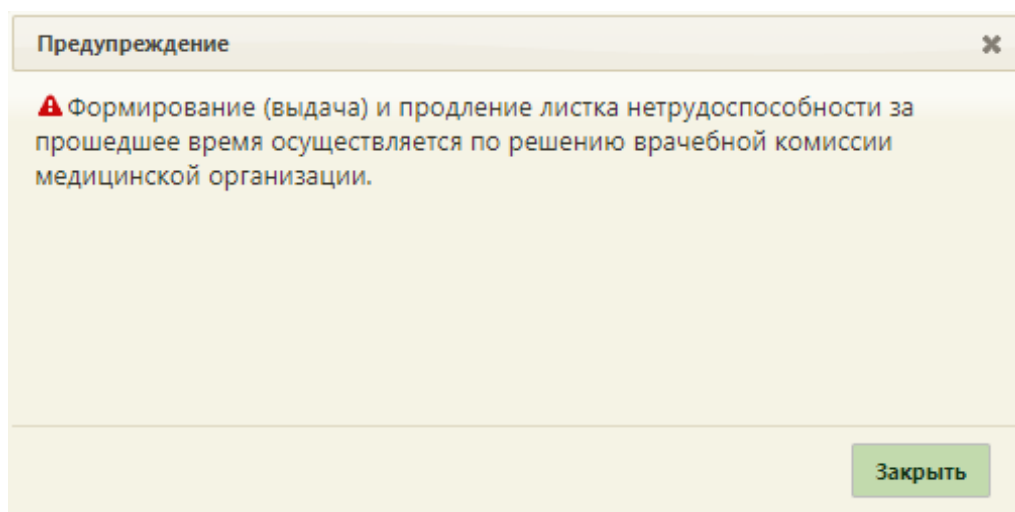 Предупреждение
Формирование (выдача) и продление листка нетрудоспособности за
прошедшее время осуществляется по решению врачебной комиссии
медицинской организации.
Закрыть